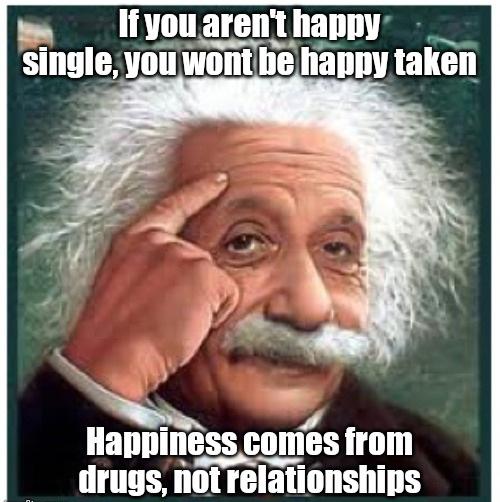 If you aren't happy
single, you wont be happy taken
Happiness comes from
drugs, not relationships